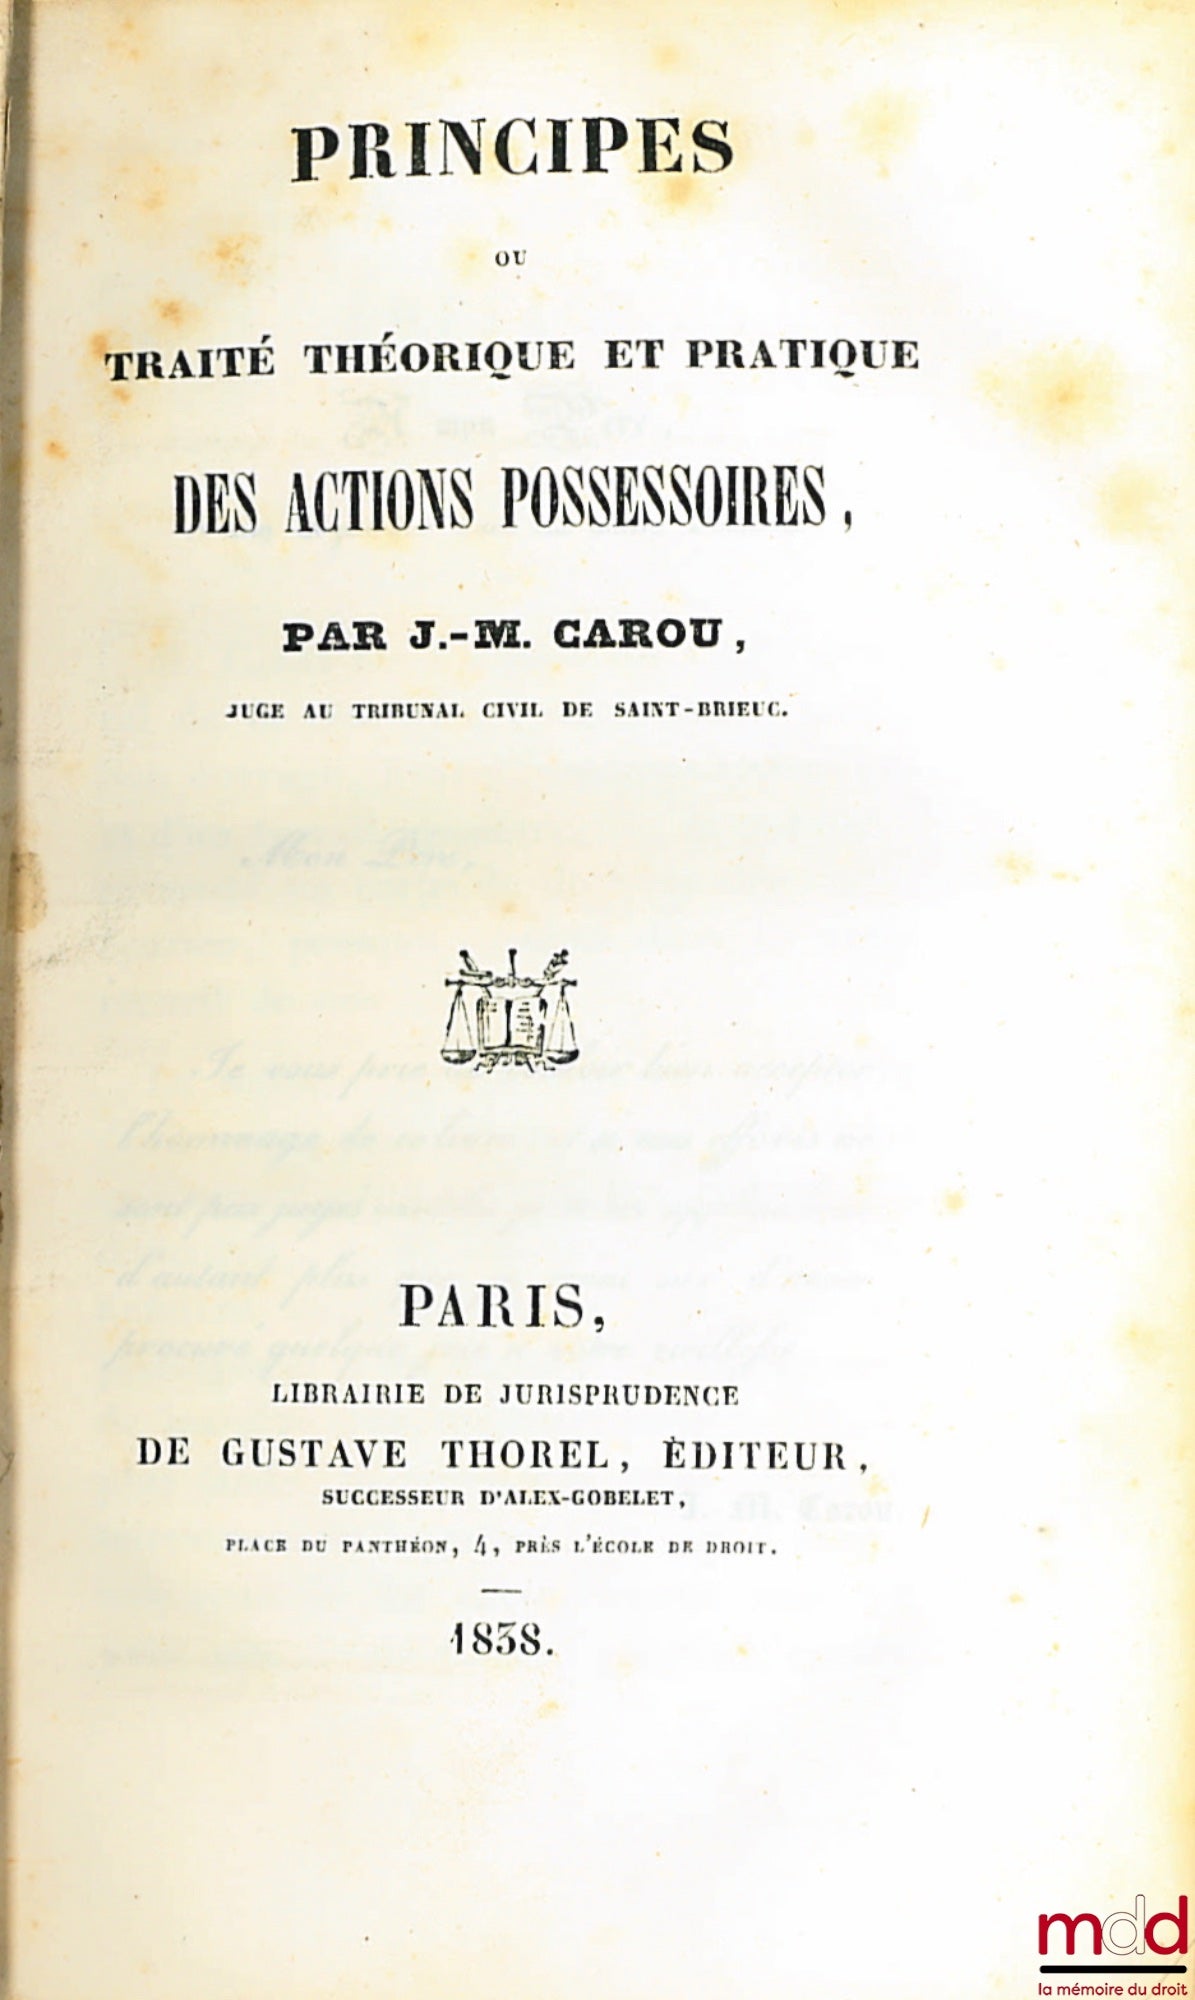 PRINCIPES
OU
TRAITÉ THÉORIQUE ET PRATIQUE
DES ACTIONS POSSESSOIRES,
PAR J.-M. CAROU,
JUGE AU TRIBUNAL CIVIL DE SAINT-BRIEUC.
PARIS,
LIBRAIRIE DE JURISPRUDENCE
DE GUSTAVE THOREL, ÉDITEUR,
SUCCESSEUR D'ALEX-GOBELET,
PLACE DU PANTHÉON, 4, PRÈS L'ÉCOLE DE DROIT.
1838.
mdd
la mémoire du droit